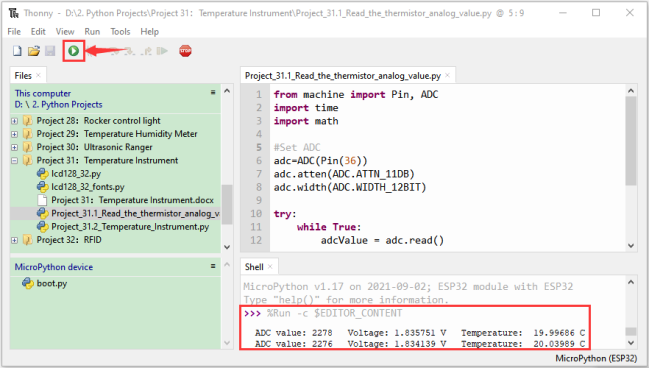 Thonny - D:\2. Python Projects\Project 31: Temperature Instrument\Project_31.1_Read_the_thermistor_analog_value.py @ 5:9
File Edit View Run Tools Help
STOP
Files
This computer
D: \ 2. Python Projects
Project 28: Rocker control light
Project 29: Temperature Humidity Meter
Project 30: Ultrasonic Ranger
Project 31: Temperature Instrument
lcd128_32.py
lcd128_32_fonts.py
Project 31: Temperature Instrument.docx
Project_31.1_Read_the_thermistor_analog_v
Project_31.2_Temperature_Instrument.py
Project 32: RFID
MicroPython device
boot.py
Project_31.1_Read_the_thermistor_analog_value.py
1 from machine import Pin, ADC
2 import time
3 import math
4
5 #Set ADC
6 adc=ADC(Pin(36))
7 adc.atten(ADC.ATTN_11DB)
8 adc.width(ADC.WIDTH_12BIT)
9
10 try:
11 while True:
12 adcValue = adc.read()
Shell
MicroPython v1.17 on 2021-09-02; ESP32 module with ESP32
Type "help()" for more information.
>>> %Run -c $EDITOR_CONTENT
ADC value: 2278 Voltage: 1.835751 V Temperature: 19.99686 C
ADC value: 2276 Voltage: 1.834139 V Temperature: 20.03989 C
MicroPython (ESP32)